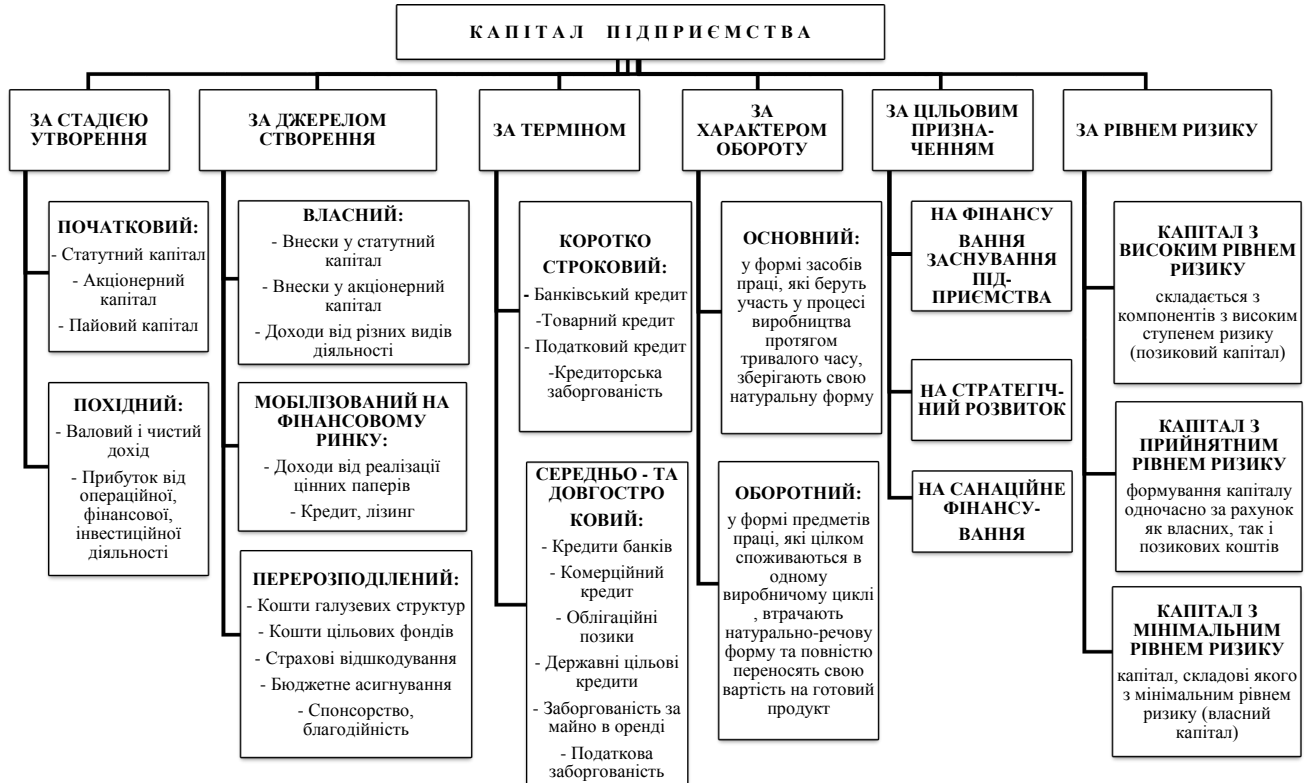 КАПІТАЛ ПІДПРИЄМСТВА
ЗА СТАДІЄЮ
УТВОРЕННЯ
ПОЧАТКОВИЙ:
- Статутний капітал
- Акціонерний
капітал
- Пайовий капітал
ПОХІДНИЙ:
- Валовий і чистий
дохід
- Прибуток від
операційної,
фінансової,
інвестиційної
діяльності
ЗА ДЖЕРЕЛОМ
СТВОРЕННЯ
ВЛАСНИЙ:
- Внески у статутний
капітал
- Внески у акціонерний
капітал
- Доходи від різних видів
діяльності
МОБІЛІЗОВАНИЙ НА
ФІНАНСОВОМУ
РИНКУ:
- Доходи від реалізації
цінних паперів
- Кредит, лізинг
ПЕРЕРОЗПОДІЛЕНИЙ:
- Кошти галузевих структур
- Кошти цільових фондів
- Страхові відшкодування
- Бюджетне асигнування
- Спонсорство,
благодійність
ЗА ТЕРМІНОМ
КОРОТКО
СТРОКОВИЙ:
- Банківський кредит
-Товарний кредит
- Податковий кредит
-Кредиторська
заборгованість
СЕРЕДНЬО - ТА
ДОВГОСТРО
КОВИЙ:
- Кредити банків
- Комерційний
кредит
- Облігаційні
позики
- Державні цільові
кредити
- Заборгованість за
майно в оренді
- Податкова
заборгованість
ЗА
ХАРАКТЕРОМ
ОБОРОТУ
ОСНОВНИЙ:
у формі засобів
праці, які беруть
участь у процесі
виробництва
протягом
тривалого часу,
зберігають свою
натуральну форму
ОБОРОТНИЙ:
у формі предметів
праці, які цілком
споживаються в
одному
виробничому циклі
, втрачають
натурально-речову
форму та повністю
переносять свою
вартість на готовий
продукт
ЗА ЦІЛЬОВИМ
ПРИЗНА-
ЧЕННЯМ
НА ФІНАНСУ
ВАННЯ
ЗАСНУВАННЯ
ПІД-
ПРИЄМСТВА
НА СТРАТЕГІЧ-
НИЙ РОЗВИТОК
НА САНАЦІЙНЕ
ФІНАНСУ-
ВАННЯ
ЗА РІВНЕМ РИЗИКУ
КАПІТАЛ З
ВИСОКИМ РІВНЕМ
РИЗИКУ
складається з
компонентів з високим
ступенем ризику
(позиковий капітал)
КАПІТАЛ З
ПРИЙНЯТНИМ
РІВНЕМ РИЗИКУ
формування капіталу
одночасно за рахунок
як власних, так і
позикових коштів
КАПІТАЛ З
МІНІМАЛЬНИМ
РІВНЕМ РИЗИКУ
капітал, складові якого
з мінімальним рівнем
ризику (власний
капітал)